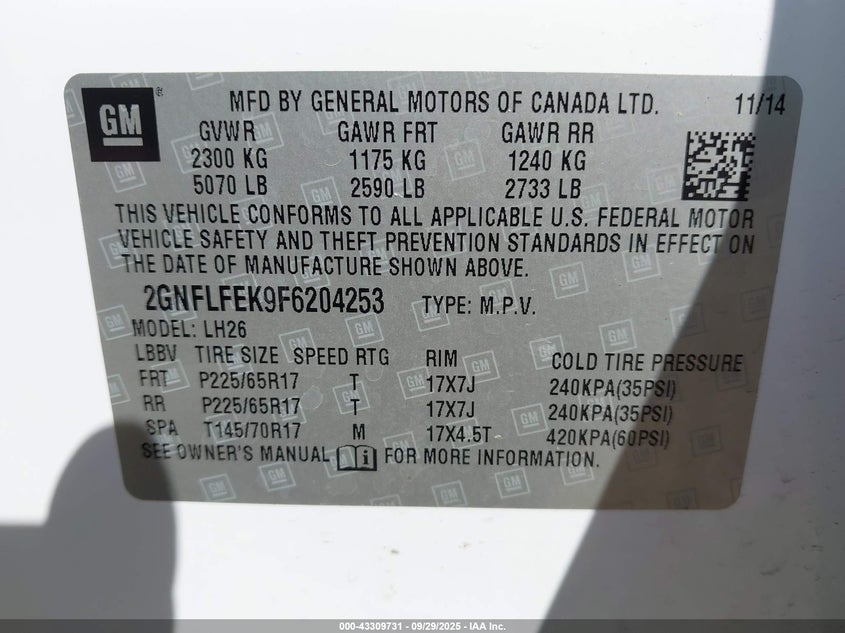 GM ® MFD BY GENERAL MOTORS OF CANADA LTD. 11/14
GVWR GAWR FRT GAWR RR
2300 KG 1175 KG 1240 KG
5070 LB 2590 LB 2733 LB
THIS VEHICLE CONFORMS TO ALL APPLICABLE U.S. FEDERAL MOTOR
VEHICLE SAFETY AND THEFT PREVENTION STANDARDS IN EFFECT ON
THE DATE OF MANUFACTURE SHOWN ABOVE.
2GNFLFEK9F6204253 TYPE: M.P.V.
MODEL: LH26
LBBV TIRE SIZE SPEED RTG RIM COLD TIRE PRESSURE
FRT P225/65R17 T 17X7J 240KPA(35PSI)
RR P225/65R17 T 17X7J 240KPA(35PSI)
SPA T145/70R17 M 17X4.5T 420KPA(60PSI)
SEE OWNER'S MANUAL i FOR MORE INFORMATION.
000-43309731 - 09/29/2025 - IAA Inc.